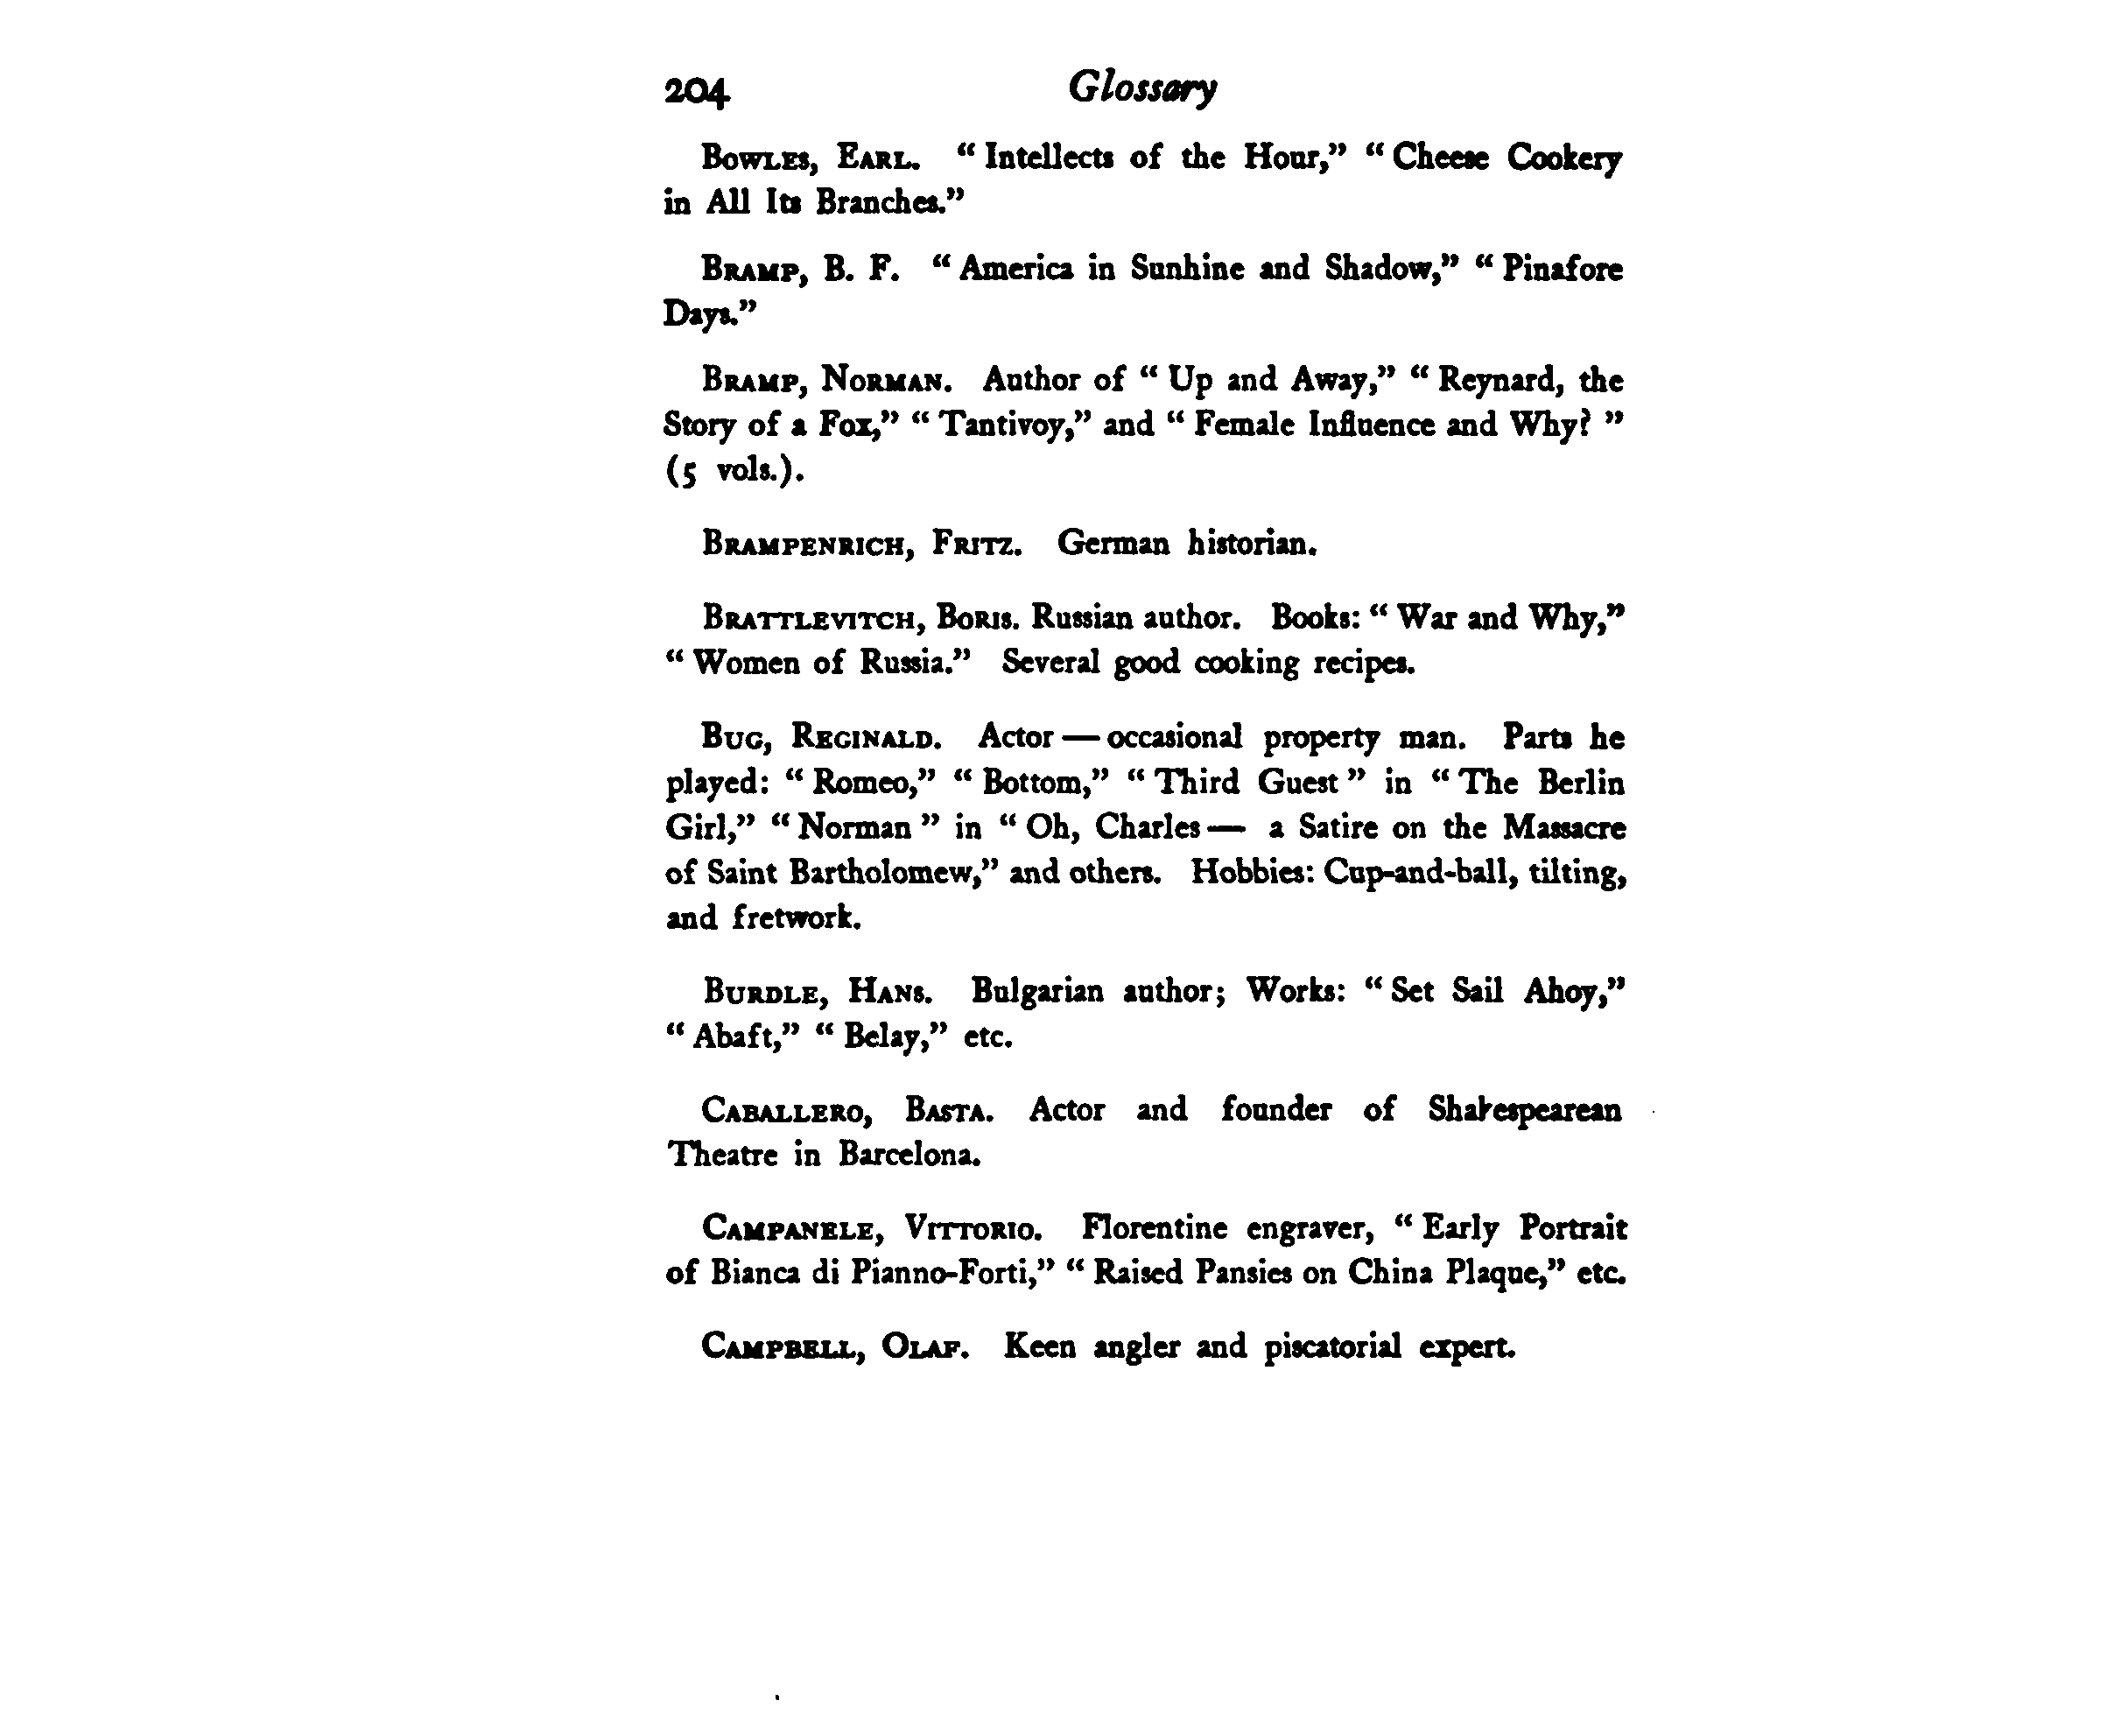 204 Glossary
BOWLES, EARL. “ Intellects of the Hour,” “ Cheese Cookery
in All Its Branches.”
BRAMP, B. F. “ America in Sunhine and Shadow,” “ Pinafore
Days.”
BRAMP, NORMAN. Author of “ Up and Away,” “ Reynard, the
Story of a Fox,” “ Tantivoy,” and “ Female Influence and Why? ”
(5 vols.).
BRAMPENRICH, FRITZ. German historian.
BRATTLEVITCH, BORIS. Russian author. Books: “ War and Why,”
“ Women of Russia.” Several good cooking recipes.
BUG, REGINALD. Actor — occasional property man. Parts he
played: “ Romeo,” “ Bottom,” “ Third Guest ” in “ The Berlin
Girl,” “ Norman ” in “ Oh, Charles — a Satire on the Massacre
of Saint Bartholomew,” and others. Hobbies: Cup-and-ball, tilting,
and fretwork.
BURDLE, HANS. Bulgarian author; Works: “ Set Sail Ahoy,”
“ Abaft,” “ Belay,” etc.
CABALLERO, BASTA. Actor and founder of Shakespearean
Theatre in Barcelona.
CAMPANELE, VITTORIO. Florentine engraver, “ Early Portrait
of Bianca di Pianno-Forti,” “ Raised Pansies on China Plaque,” etc.
CAMPBELL, OLAF. Keen angler and piscatorial expert.